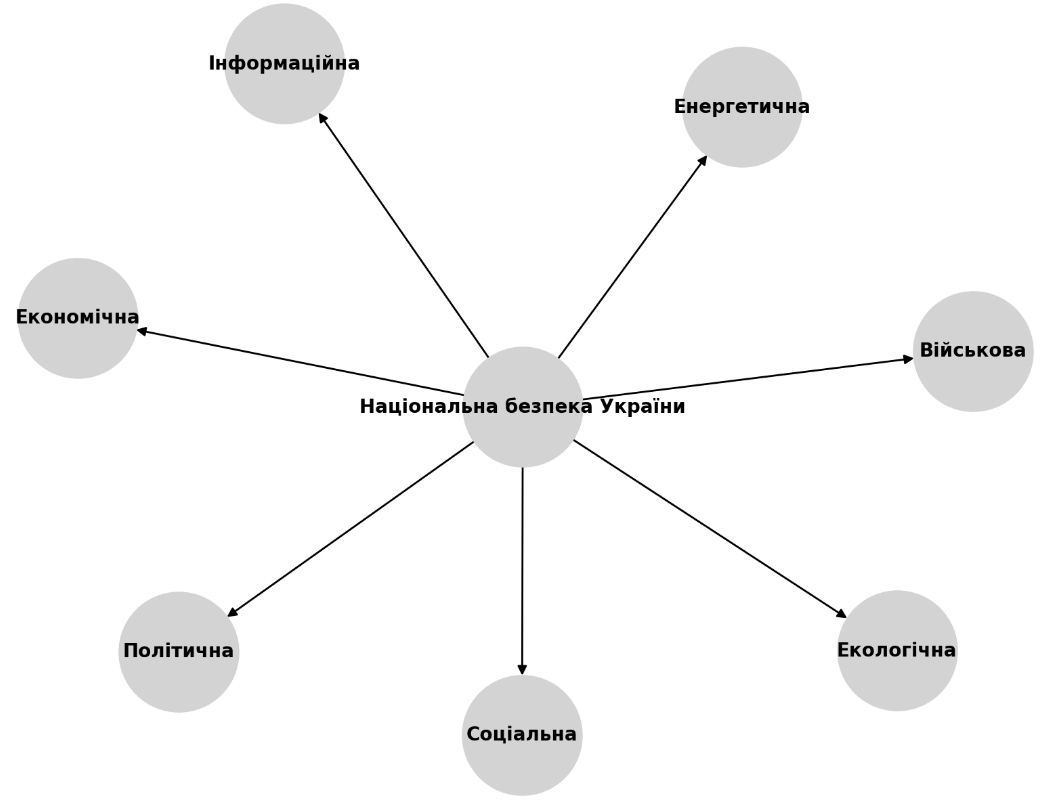 Інформаційна
Енергетична
Економічна
Військова
Національна безпека України
Політична
Екологічна
Соціальна